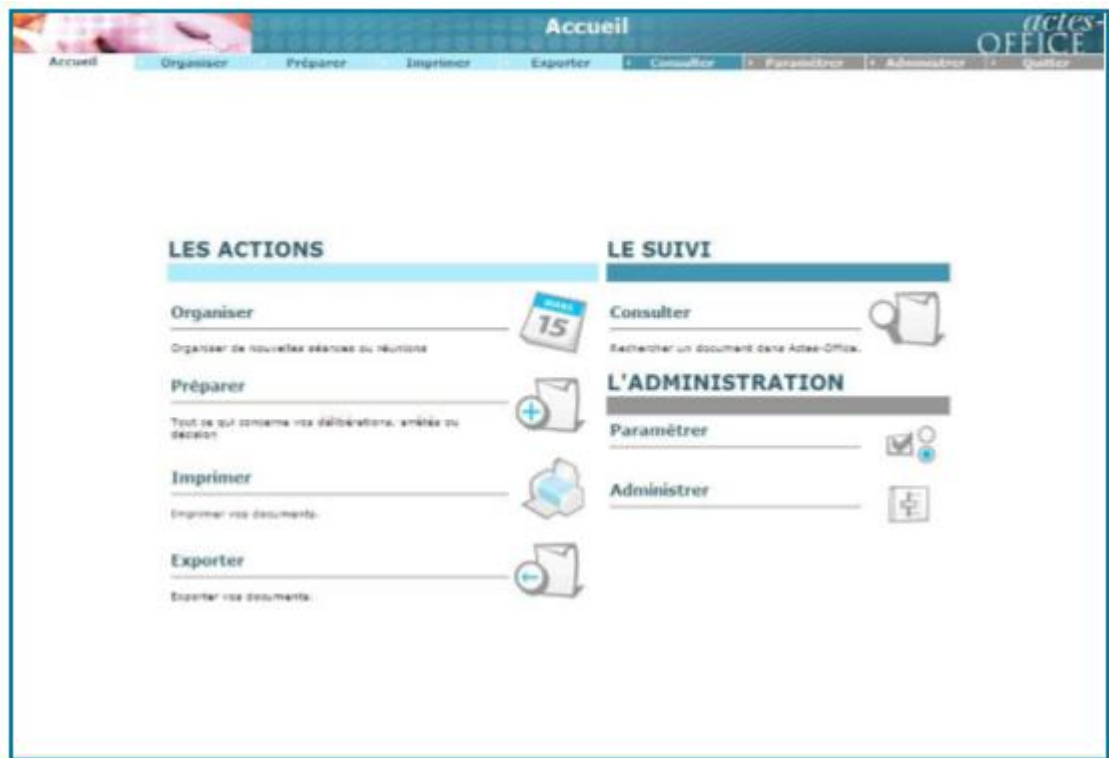 Accueil
actes-
OFFICE
Accueil Organiser Préparer Imprimer Exporter Consulter Paramétrer Administrer Quitter
LES ACTIONS
Organiser
MARS
15
Organiser de nouvelles séances ou réunions
Préparer
Tout ce qui concerne vos délibérations, arrêtés ou
décision
Imprimer
Imprimer vos documents.
Exporter
Exporter vos documents.
LE SUIVI
Consulter
Rechercher un document dans Actes-Office.
L'ADMINISTRATION
Paramétrer
Administrer